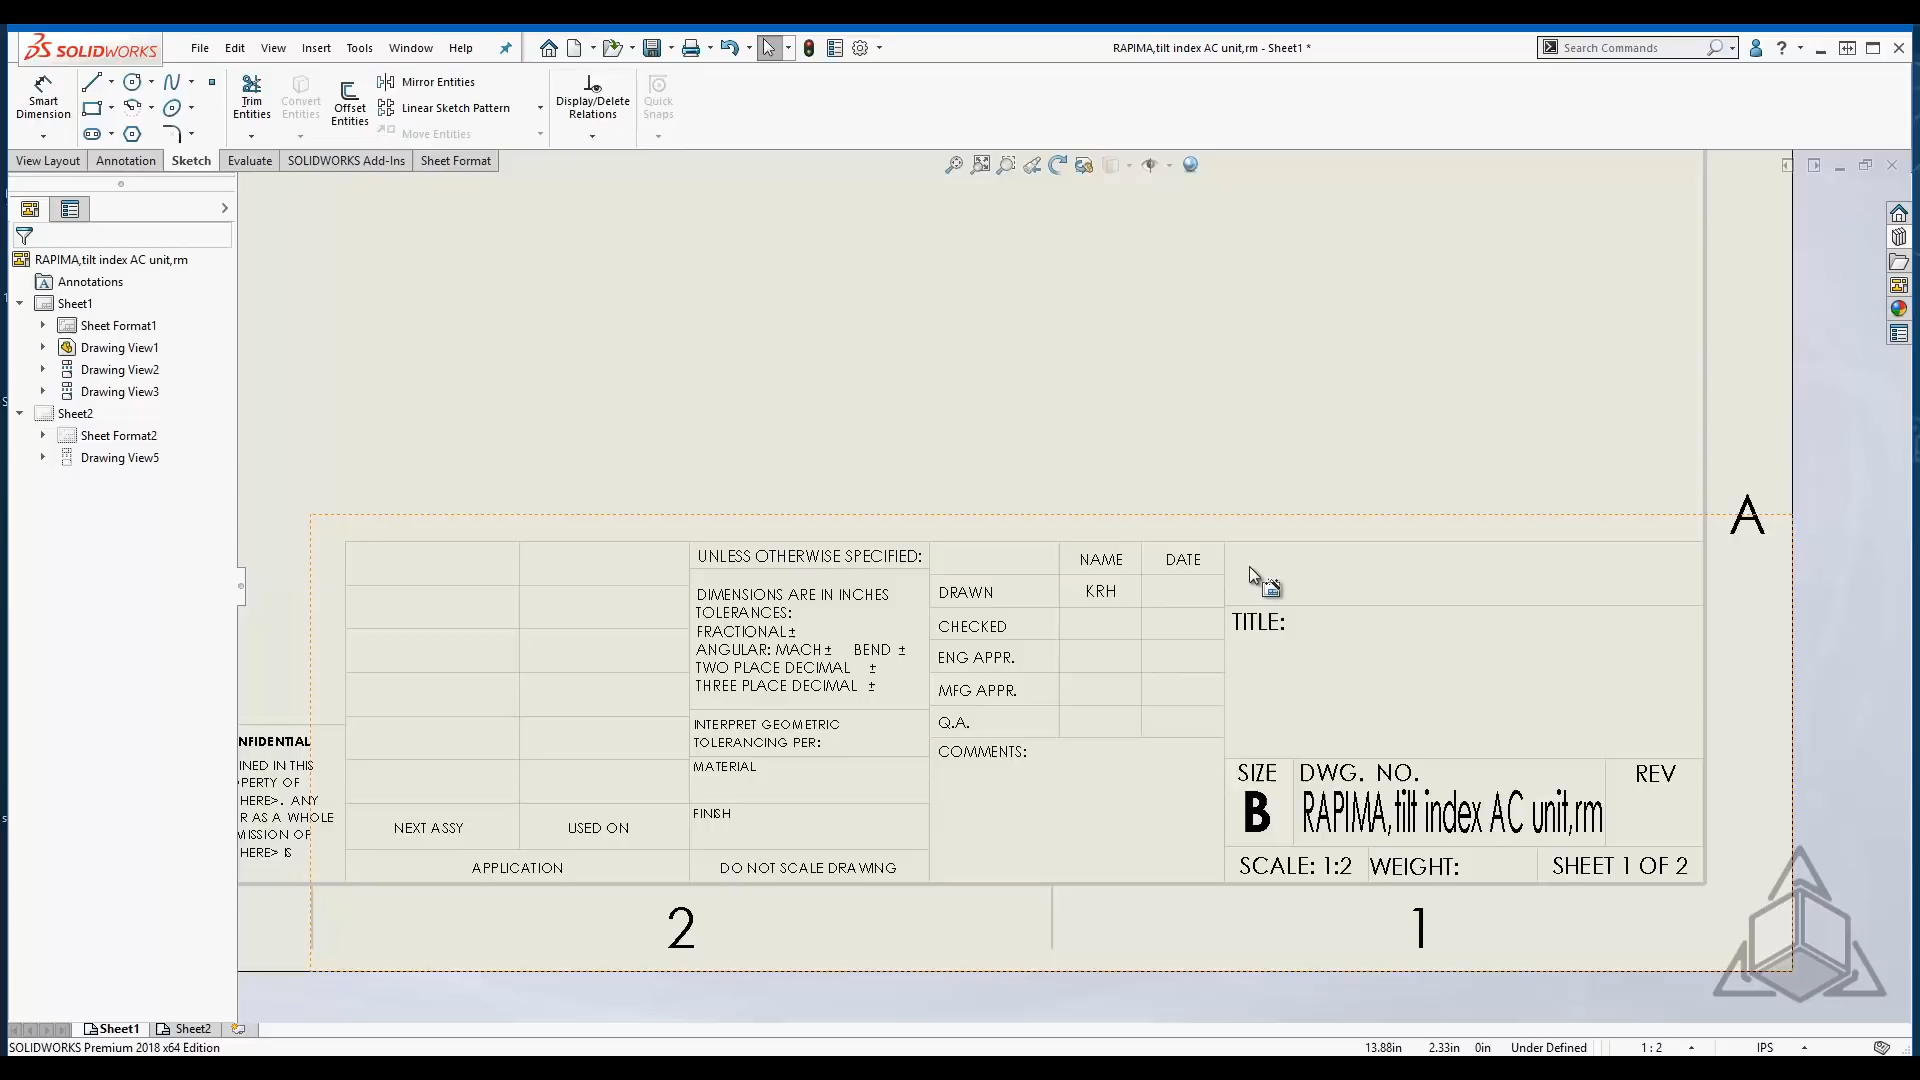 SOLIDWORKS
File Edit View Insert Tools Window Help
RAPIMA,tilt index AC unit,rm - Sheet1 *
Search Commands
Smart Dimension
Trim Entities
Convert Entities
Offset Entities
Mirror Entities
Linear Sketch Pattern
Move Entities
Display/Delete Relations
Quick Snaps
View Layout Annotation Sketch Evaluate SOLIDWORKS Add-Ins Sheet Format
RAPIMA,tilt index AC unit,rm
Annotations
Sheet1
Sheet Format1
Drawing View1
Drawing View2
Drawing View3
Sheet2
Sheet Format2
Drawing View5
A
NFIDENTIAL
INED IN THIS
PERTY OF
HERE>. ANY
R AS A WHOLE
MISSION OF
HERE> IS
NEXT ASSY
USED ON
APPLICATION
UNLESS OTHERWISE SPECIFIED:
DIMENSIONS ARE IN INCHES
TOLERANCES:
FRACTIONAL±
ANGULAR: MACH± BEND ±
TWO PLACE DECIMAL ±
THREE PLACE DECIMAL ±
INTERPRET GEOMETRIC
TOLERANCING PER:
MATERIAL
FINISH
DO NOT SCALE DRAWING
NAME DATE
DRAWN KRH
CHECKED
ENG APPR.
MFG APPR.
Q.A.
COMMENTS:
TITLE:
SIZE DWG. NO. REV
B RAPIMA,tilt index AC unit,rm
SCALE: 1:2 WEIGHT: SHEET 1 OF 2
2 1
Sheet1 Sheet2
SOLIDWORKS Premium 2018 x64 Edition
13.88in 2.33in 0in Under Defined 1 : 2 IPS